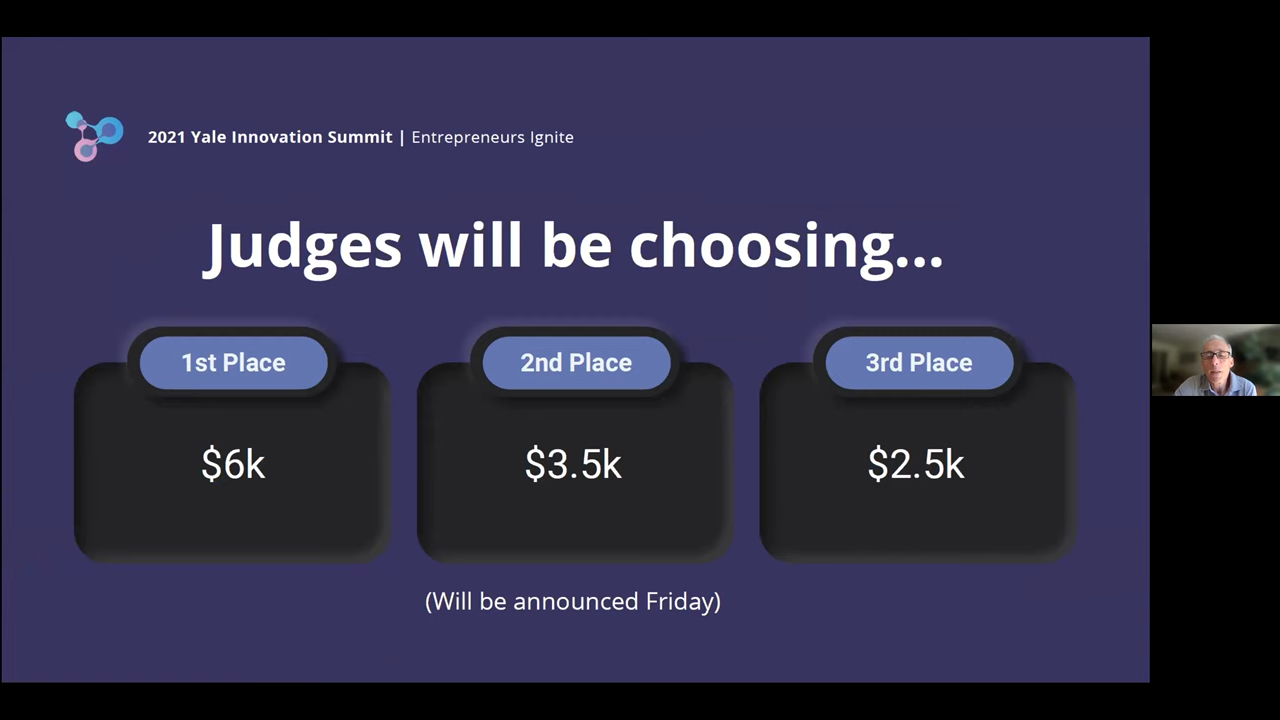 2021 Yale Innovation Summit | Entrepreneurs Ignite
Judges will be choosing...
1st Place
2nd Place
3rd Place
$6k
$3.5k
$2.5k
(Will be announced Friday)